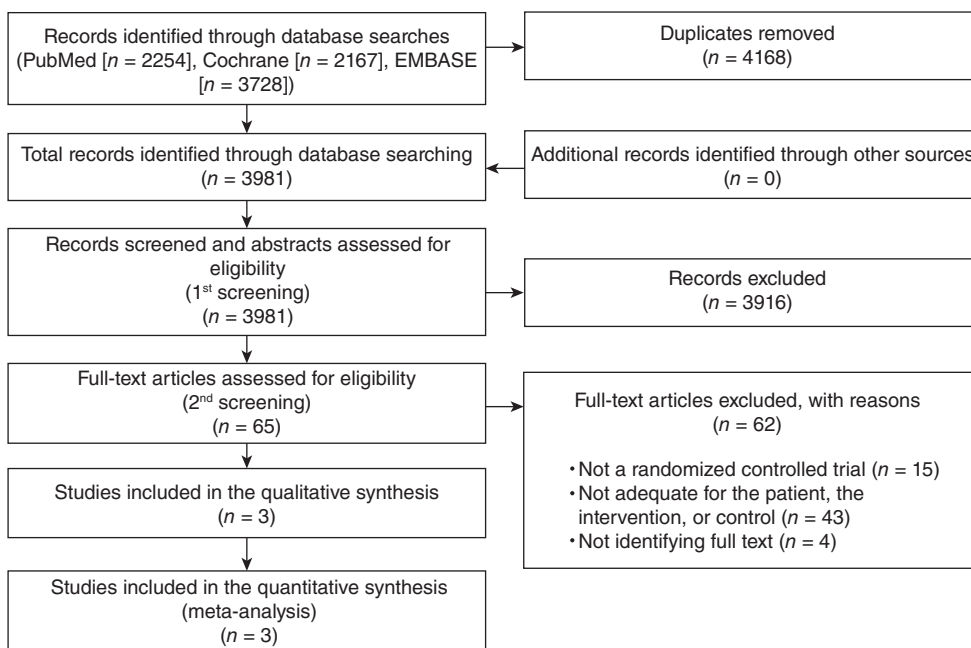 Records identified through database searches
(PubMed [n = 2254], Cochrane [n = 2167], EMBASE
[n = 3728])
Duplicates removed
(n = 4168)
Total records identified through database searching
(n = 3981)
Additional records identified through other sources
(n = 0)
Records screened and abstracts assessed for
eligibility
(1st screening)
(n = 3981)
Records excluded
(n = 3916)
Full-text articles assessed for eligibility
(2nd screening)
(n = 65)
Full-text articles excluded, with reasons
(n = 62)
• Not a randomized controlled trial (n = 15)
• Not adequate for the patient, the
intervention, or control (n = 43)
• Not identifying full text (n = 4)
Studies included in the qualitative synthesis
(n = 3)
Studies included in the quantitative synthesis
(meta-analysis)
(n = 3)